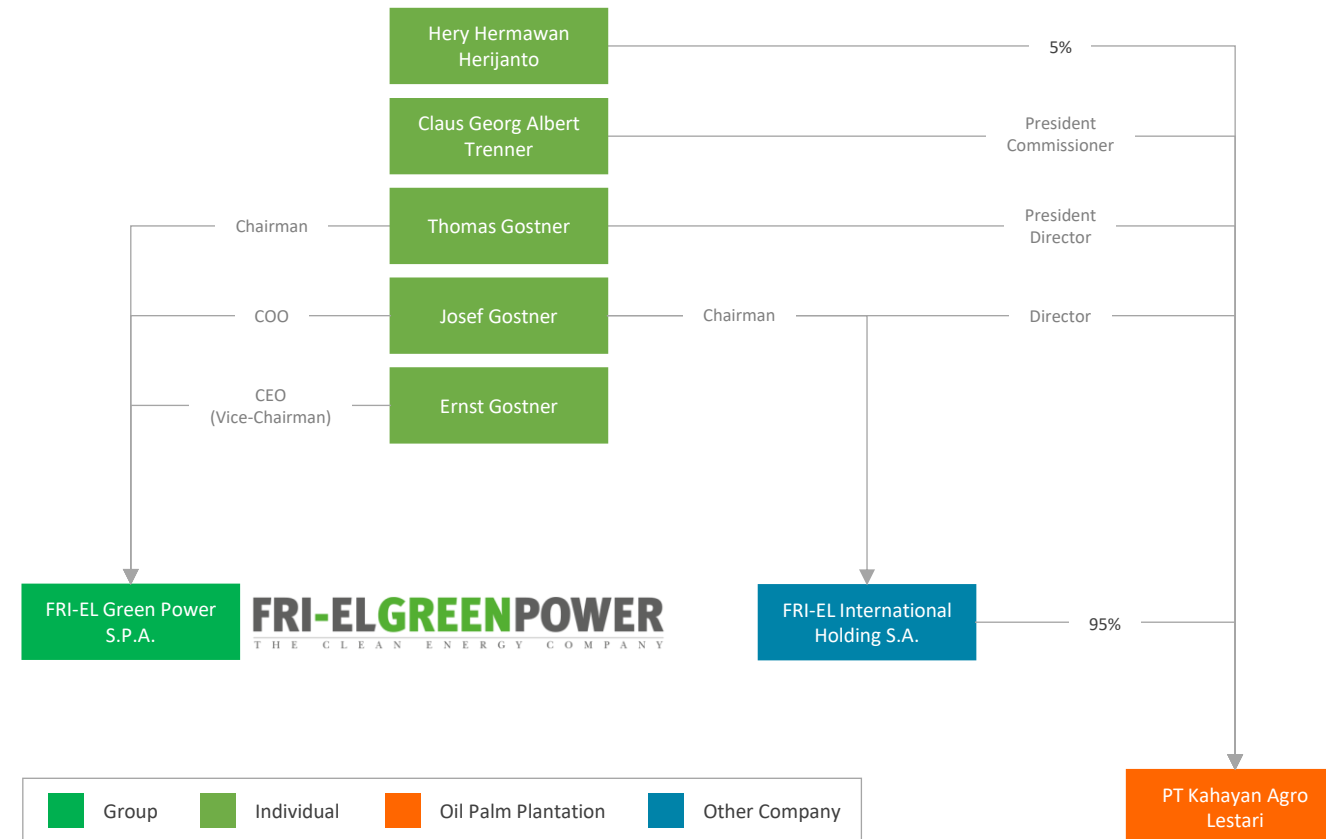 Hery Hermawan
Herijanto
5%
Claus Georg Albert
Trenner
President
Commissioner
Chairman
Thomas Gostner
President
Director
COO
Josef Gostner
Chairman
Director
CEO
(Vice-Chairman)
Ernst Gostner
FRI-EL Green Power
S.P.A.
FRI-ELGREENPOWER
THE CLEAN ENERGY COMPANY
FRI-EL International
Holding S.A.
95%
Group
Individual
Oil Palm Plantation
Other Company
PT Kahayan Agro
Lestari